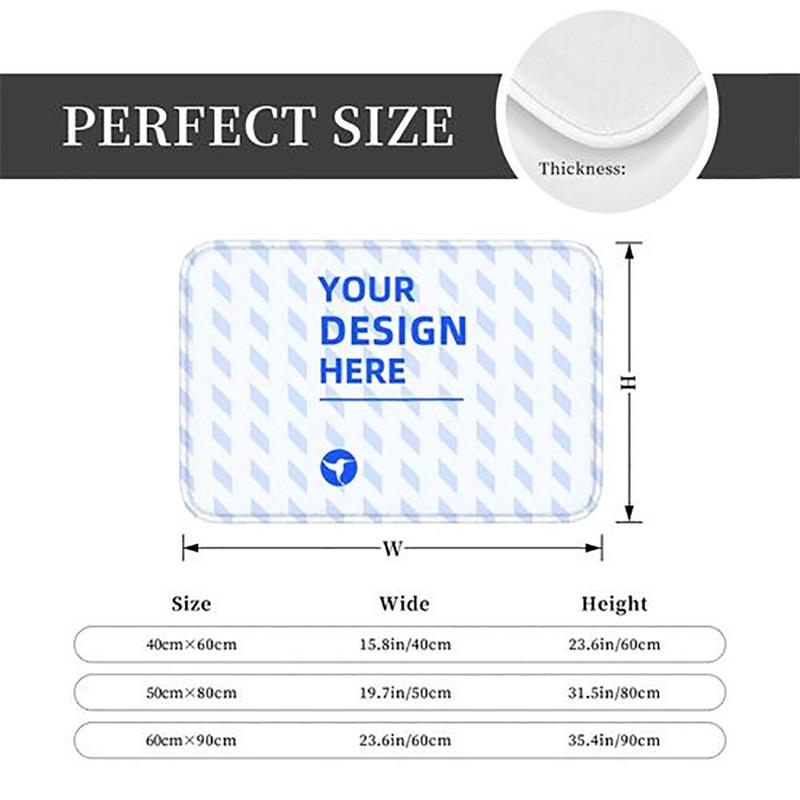 PERFECT SIZE
Thickness:
YOUR
DESIGN
HERE
H
W
Size Wide Height
40cm×60cm 15.8in/40cm 23.6in/60cm
50cm×80cm 19.7in/50cm 31.5in/80cm
60cm×90cm 23.6in/60cm 35.4in/90cm